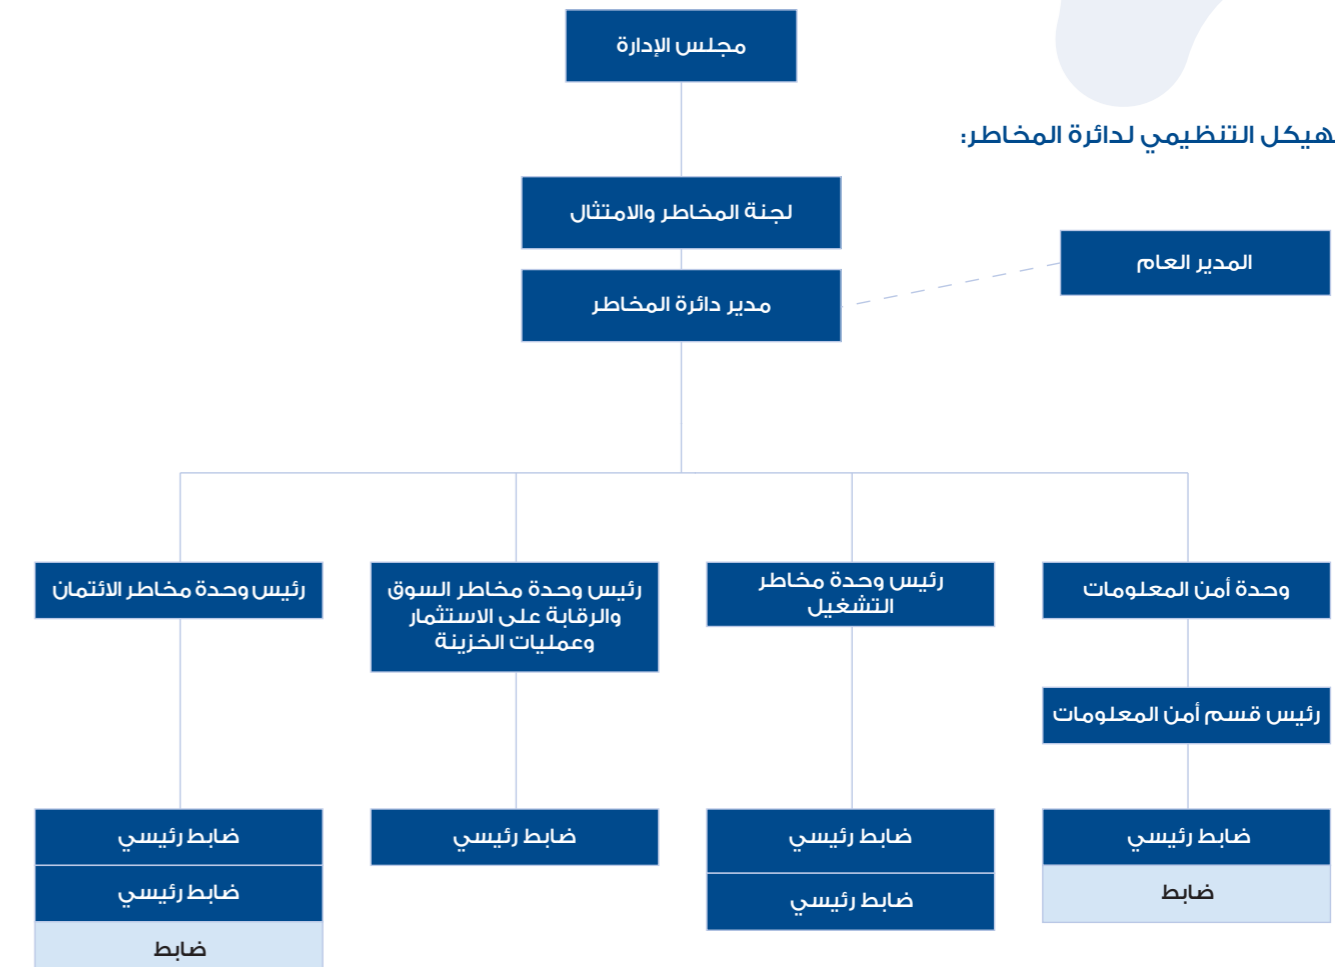 مجلس الإدارة
هيكل التنظيمي لدائرة المخاطر:
لجنة المخاطر والامتثال
المدير العام
مدير دائرة المخاطر
وحدة أمن المعلومات
رئيس وحدة مخاطر
التشغيل
رئيس وحدة مخاطر السوق
والرقابة على الاستثمار
وعمليات الخزينة
رئيس وحدة مخاطر الائتمان
رئيس قسم أمن المعلومات
ضابط رئيسي
ضابط رئيسي
ضابط رئيسي
ضابط رئيسي
ضابط
ضابط رئيسي
ضابط رئيسي
ضابط